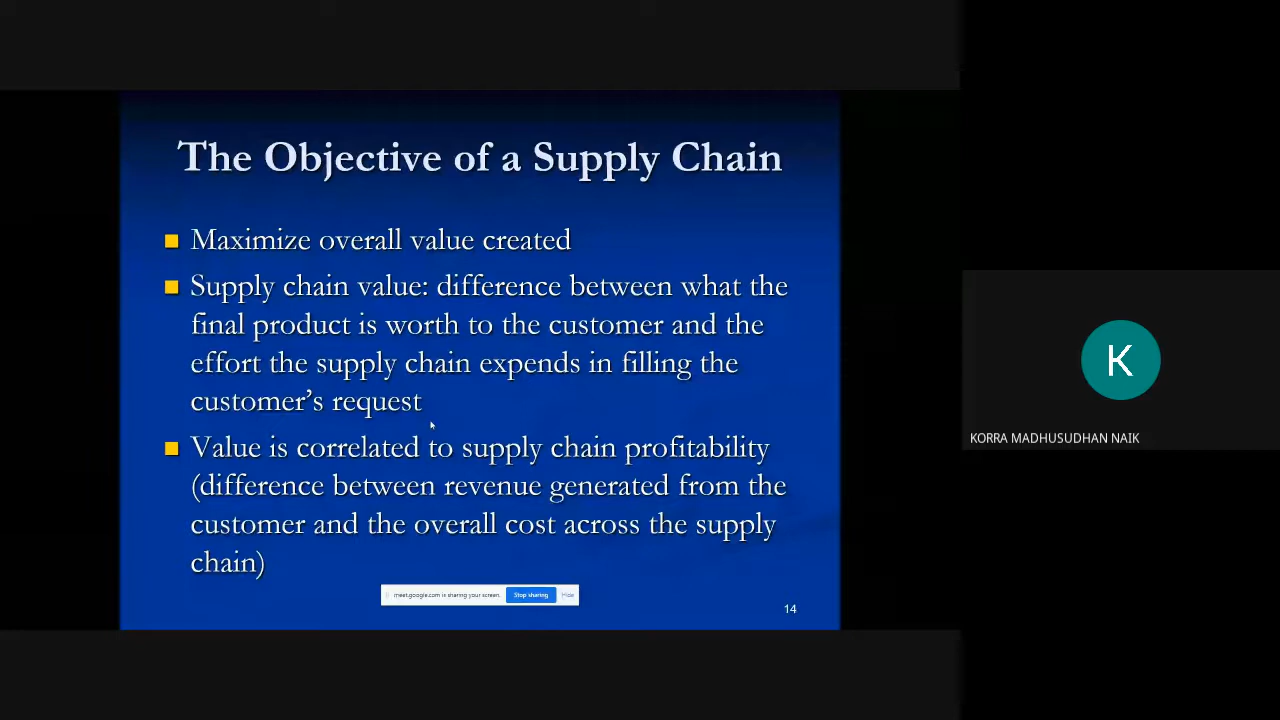 The Objective of a Supply Chain
Maximize overall value created
Supply chain value: difference between what the
final product is worth to the customer and the
effort the supply chain expends in filling the
customer’s request
Value is correlated to supply chain profitability
(difference between revenue generated from the
customer and the overall cost across the supply
chain)
meet.google.com is sharing your screen. Stop sharing Hide
14
K
KORRA MADHUSUDHAN NAIK